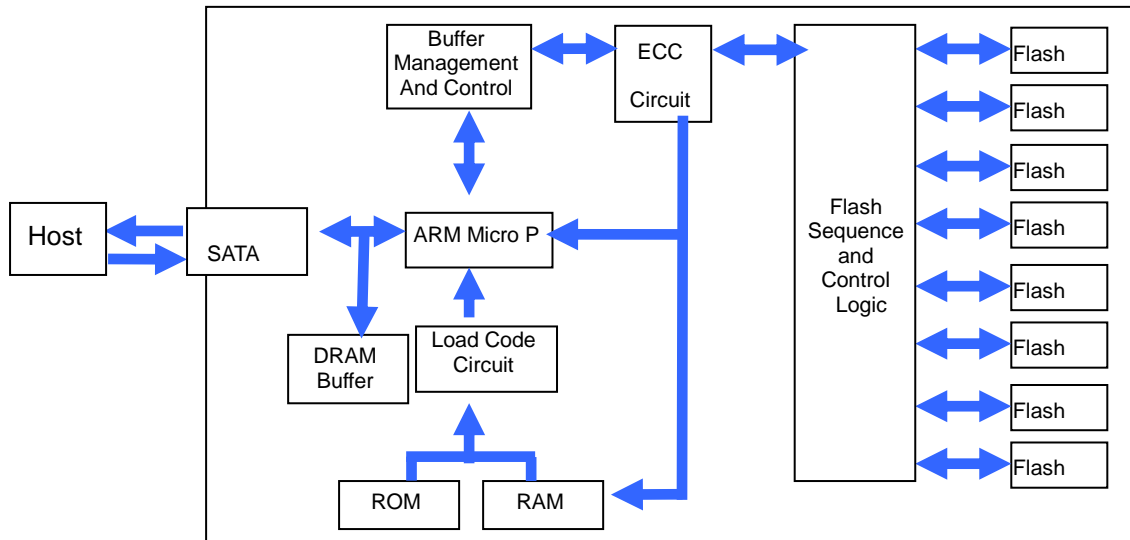 Buffer
Management
And Control
ECC
Circuit
Flash
Flash
Flash
Flash
Flash
Flash
Flash
Flash
Flash
Sequence
and
Control
Logic
Host
SATA
ARM Micro P
DRAM
Buffer
Load Code
Circuit
ROM
RAM